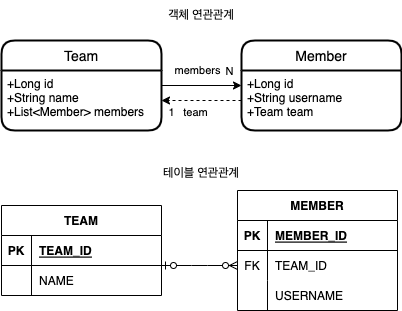 객체 연관관계
Team
+Long id
+String name
+List<Member> members
members N
1 team
Member
+Long id
+String username
+Team team
테이블 연관관계
TEAM
PK TEAM_ID
NAME
MEMBER
PK MEMBER_ID
FK TEAM_ID
USERNAME